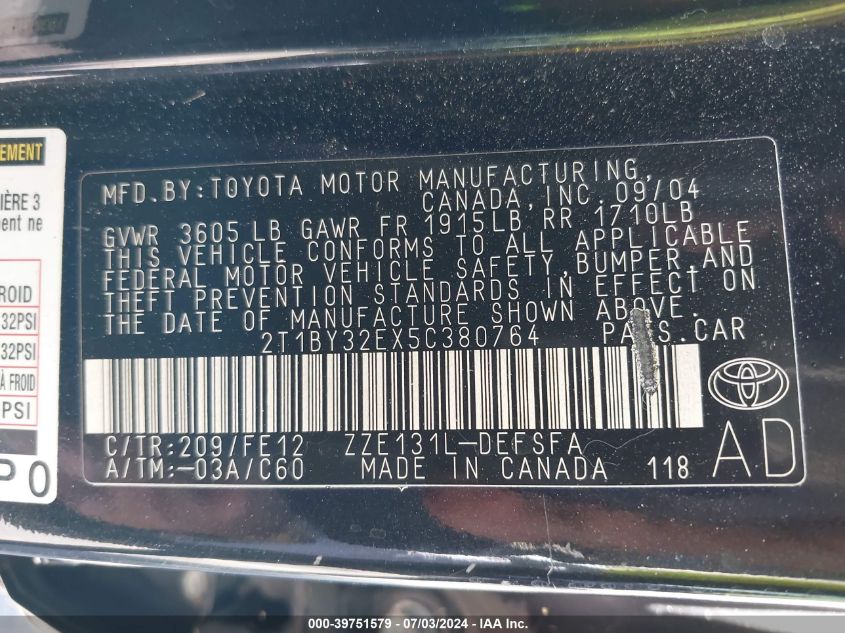 EMENT
IÈRE 3
ment ne
ROID
32PSI
32PSI
À FROID
PSI
P0
MFD.BY:TOYOTA MOTOR MANUFACTURING,
CANADA,INC. 09/04
GVWR 3605 LB GAWR FR 1915LB RR 1710LB
THIS VEHICLE CONFORMS TO ALL APPLICABLE
FEDERAL MOTOR VEHICLE SAFETY,BUMPER,AND
THEFT PREVENTION STANDARDS IN EFFECT ON
THE DATE OF MANUFACTURE SHOWN ABOVE.
2T1BY32EX5C380764 PASS.CAR
C/TR:209/FE12 ZZE131L-DEFSFA
A/TM:-03A/C60 MADE IN CANADA 118
AD
000-39751579 | 07/03/2024 | IAA, Inc.